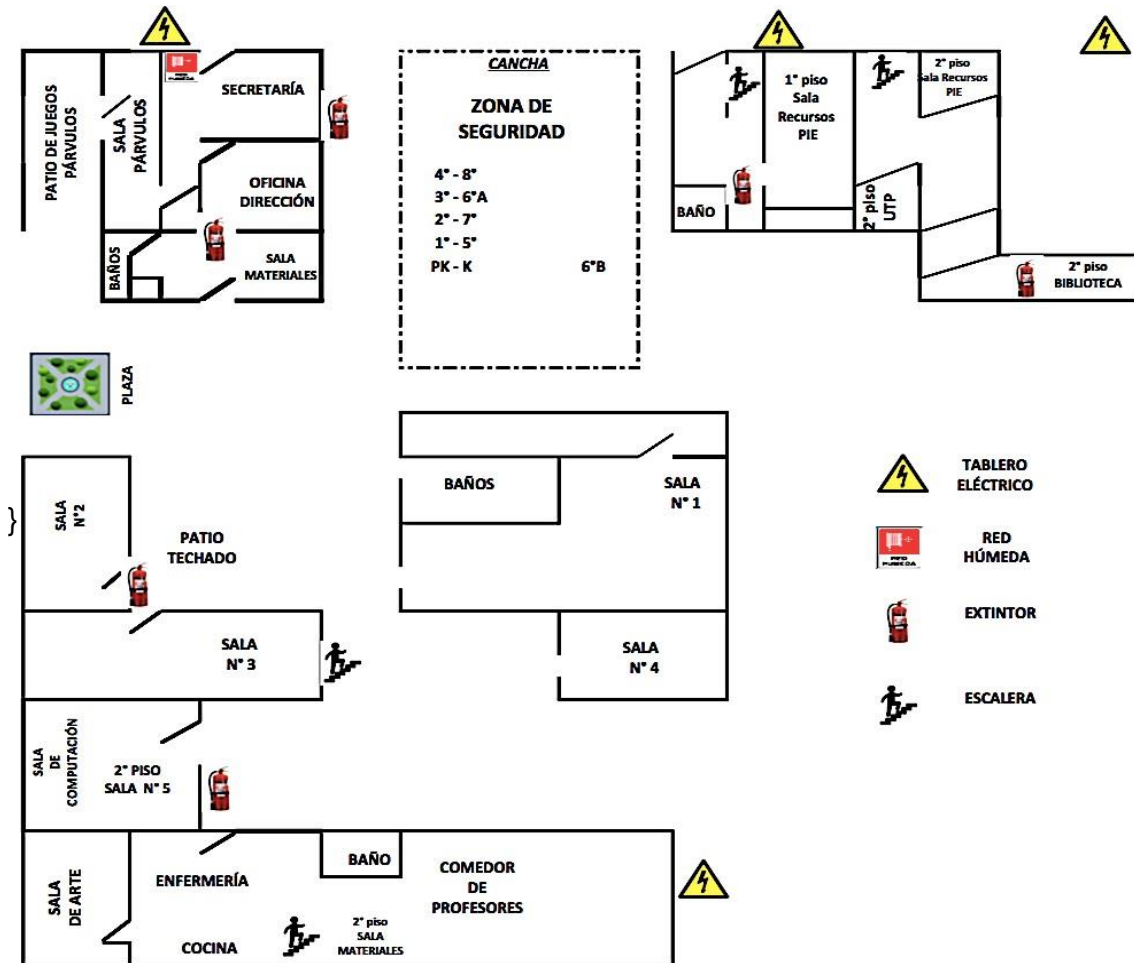 PATIO DE JUEGOS
PÁRVULOS
SALA
PÁRVULOS
RED
HÚMEDA
SECRETARÍA
OFICINA
DIRECCIÓN
BAÑOS
SALA
MATERIALES
CANCHA
ZONA DE
SEGURIDAD
4° - 8°
3° - 6°A
2° - 7°
1° - 5°
PK - K 6°B
1° piso
Sala
Recursos
PIE
BAÑO
2° piso
UTP
2° piso
Sala Recursos
PIE
2° piso
BIBLIOTECA
PLAZA
}
SALA
N°2
PATIO
TECHADO
BAÑOS
SALA
N° 1
SALA
N° 3
SALA
N° 4
SALA
DE
COMPUTACIÓN
2° PISO
SALA N° 5
SALA
DE ARTE
ENFERMERÍA
COCINA
BAÑO
2° piso
SALA
MATERIALES
COMEDOR
DE
PROFESORES
TABLERO
ELÉCTRICO
RED
HUMEDA
RED
HÚMEDA
EXTINTOR
ESCALERA